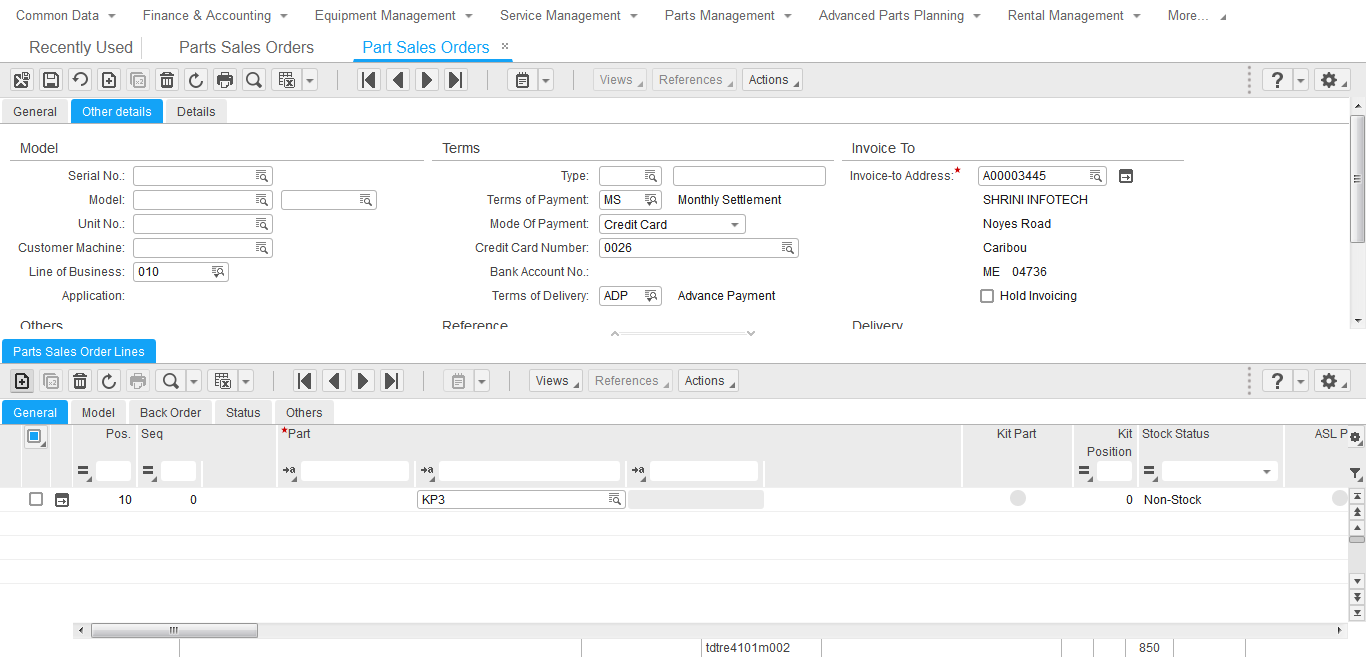 Common Data Finance & Accounting Equipment Management Service Management Parts Management Advanced Parts Planning Rental Management More...
Recently Used Parts Sales Orders Part Sales Orders ×
Views References Actions ?
General Other details Details
Model Terms Invoice To
Serial No.: Type: Invoice-to Address:* A00003445
Model: Terms of Payment: MS Monthly Settlement SHRINI INFOTECH
Unit No.: Mode Of Payment: Credit Card Noyes Road
Customer Machine: Credit Card Number: 0026 Caribou
Line of Business: 010 Bank Account No.: ME 04736
Application: Terms of Delivery: ADP Advance Payment Hold Invoicing
Others Reference Delivery
Parts Sales Order Lines
Views References Actions ?
General Model Back Order Status Others
Pos. Seq *Part Kit Part Kit Position Stock Status ASL P
10 0 KP3 0 Non-Stock
tdtre4101m002 850